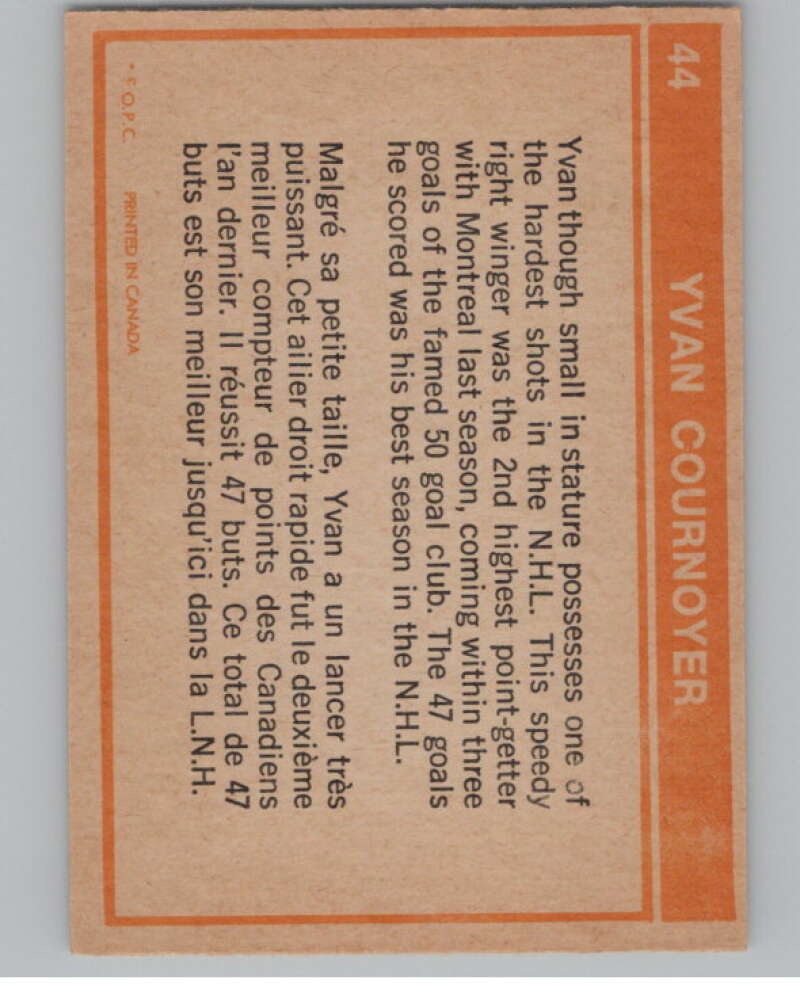 44 YVAN COURNOYER
Yvan though small in stature possesses one of
the hardest shots in the N.H.L. This speedy
right winger was the 2nd highest point-getter
with Montreal last season, coming within three
goals of the famed 50 goal club. The 47 goals
he scored was his best season in the N.H.L.
Malgré sa petite taille, Yvan a un lancer très
puissant. Cet ailier droit rapide fut le deuxième
meilleur compteur de points des Canadiens
l'an dernier. Il réussit 47 buts. Ce total de 47
buts est son meilleur jusqu'ici dans la L.N.H.
O.P.C. PRINTED IN CANADA